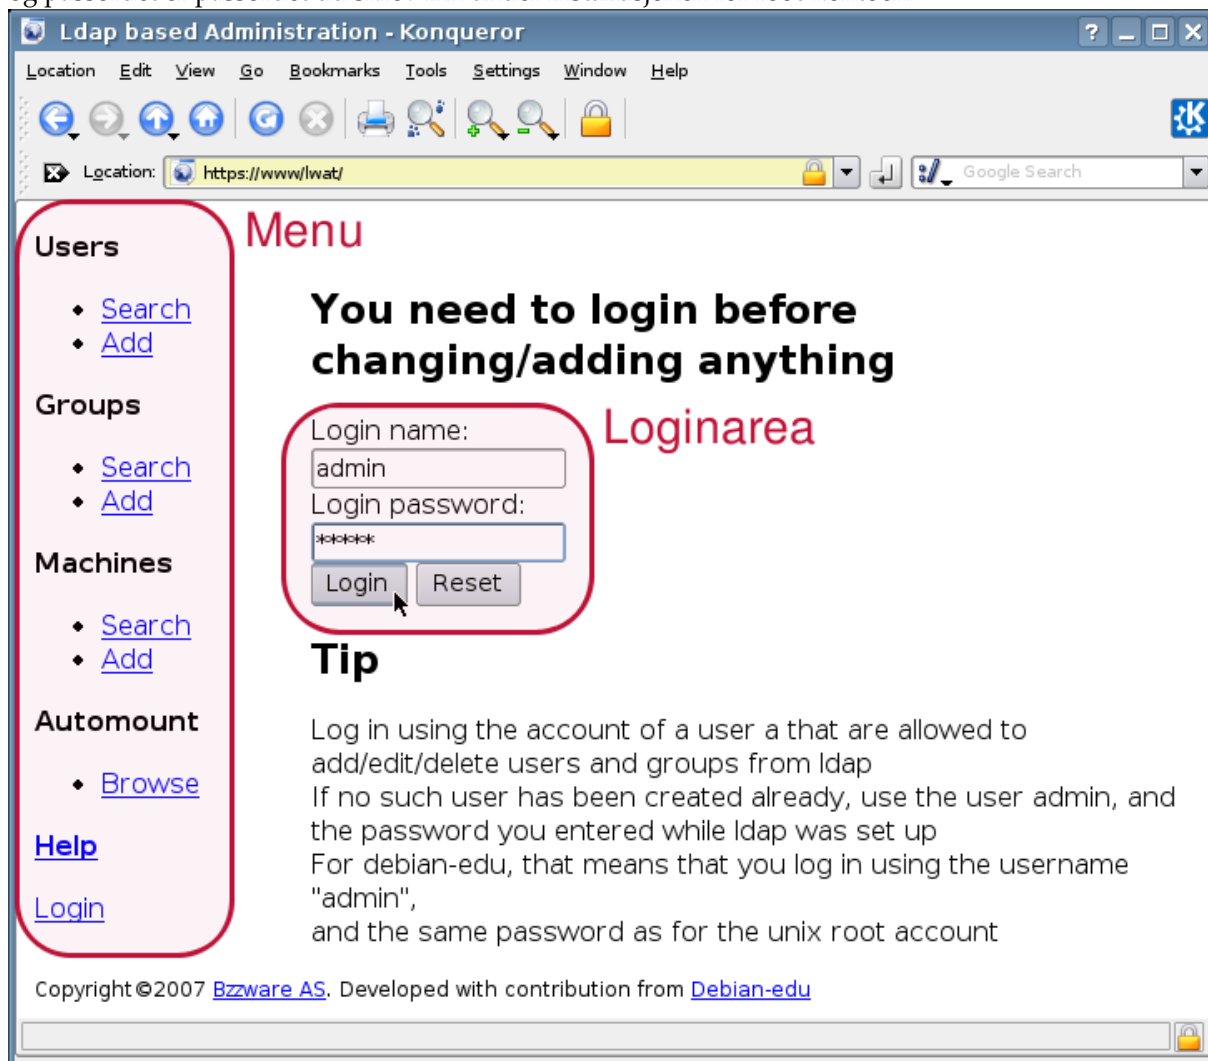 Ldap based Administration - Konqueror
Location Edit View Go Bookmarks Tools Settings Window Help
Location: https://www/lwat/ Google Search
Menu
Users
Search
Add
Groups
Search
Add
Machines
Search
Add
Automount
Browse
Help
Login
You need to login before
changing/adding anything
Loginarea
Login name:
admin
Login password:
*****
Login Reset
Tip
Log in using the account of a user a that are allowed to
add/edit/delete users and groups from ldap
If no such user has been created already, use the user admin, and
the password you entered while ldap was set up
For debian-edu, that means that you log in using the username
"admin",
and the same password as for the unix root account
Copyright©2007 Bzzware AS. Developed with contribution from Debian-edu